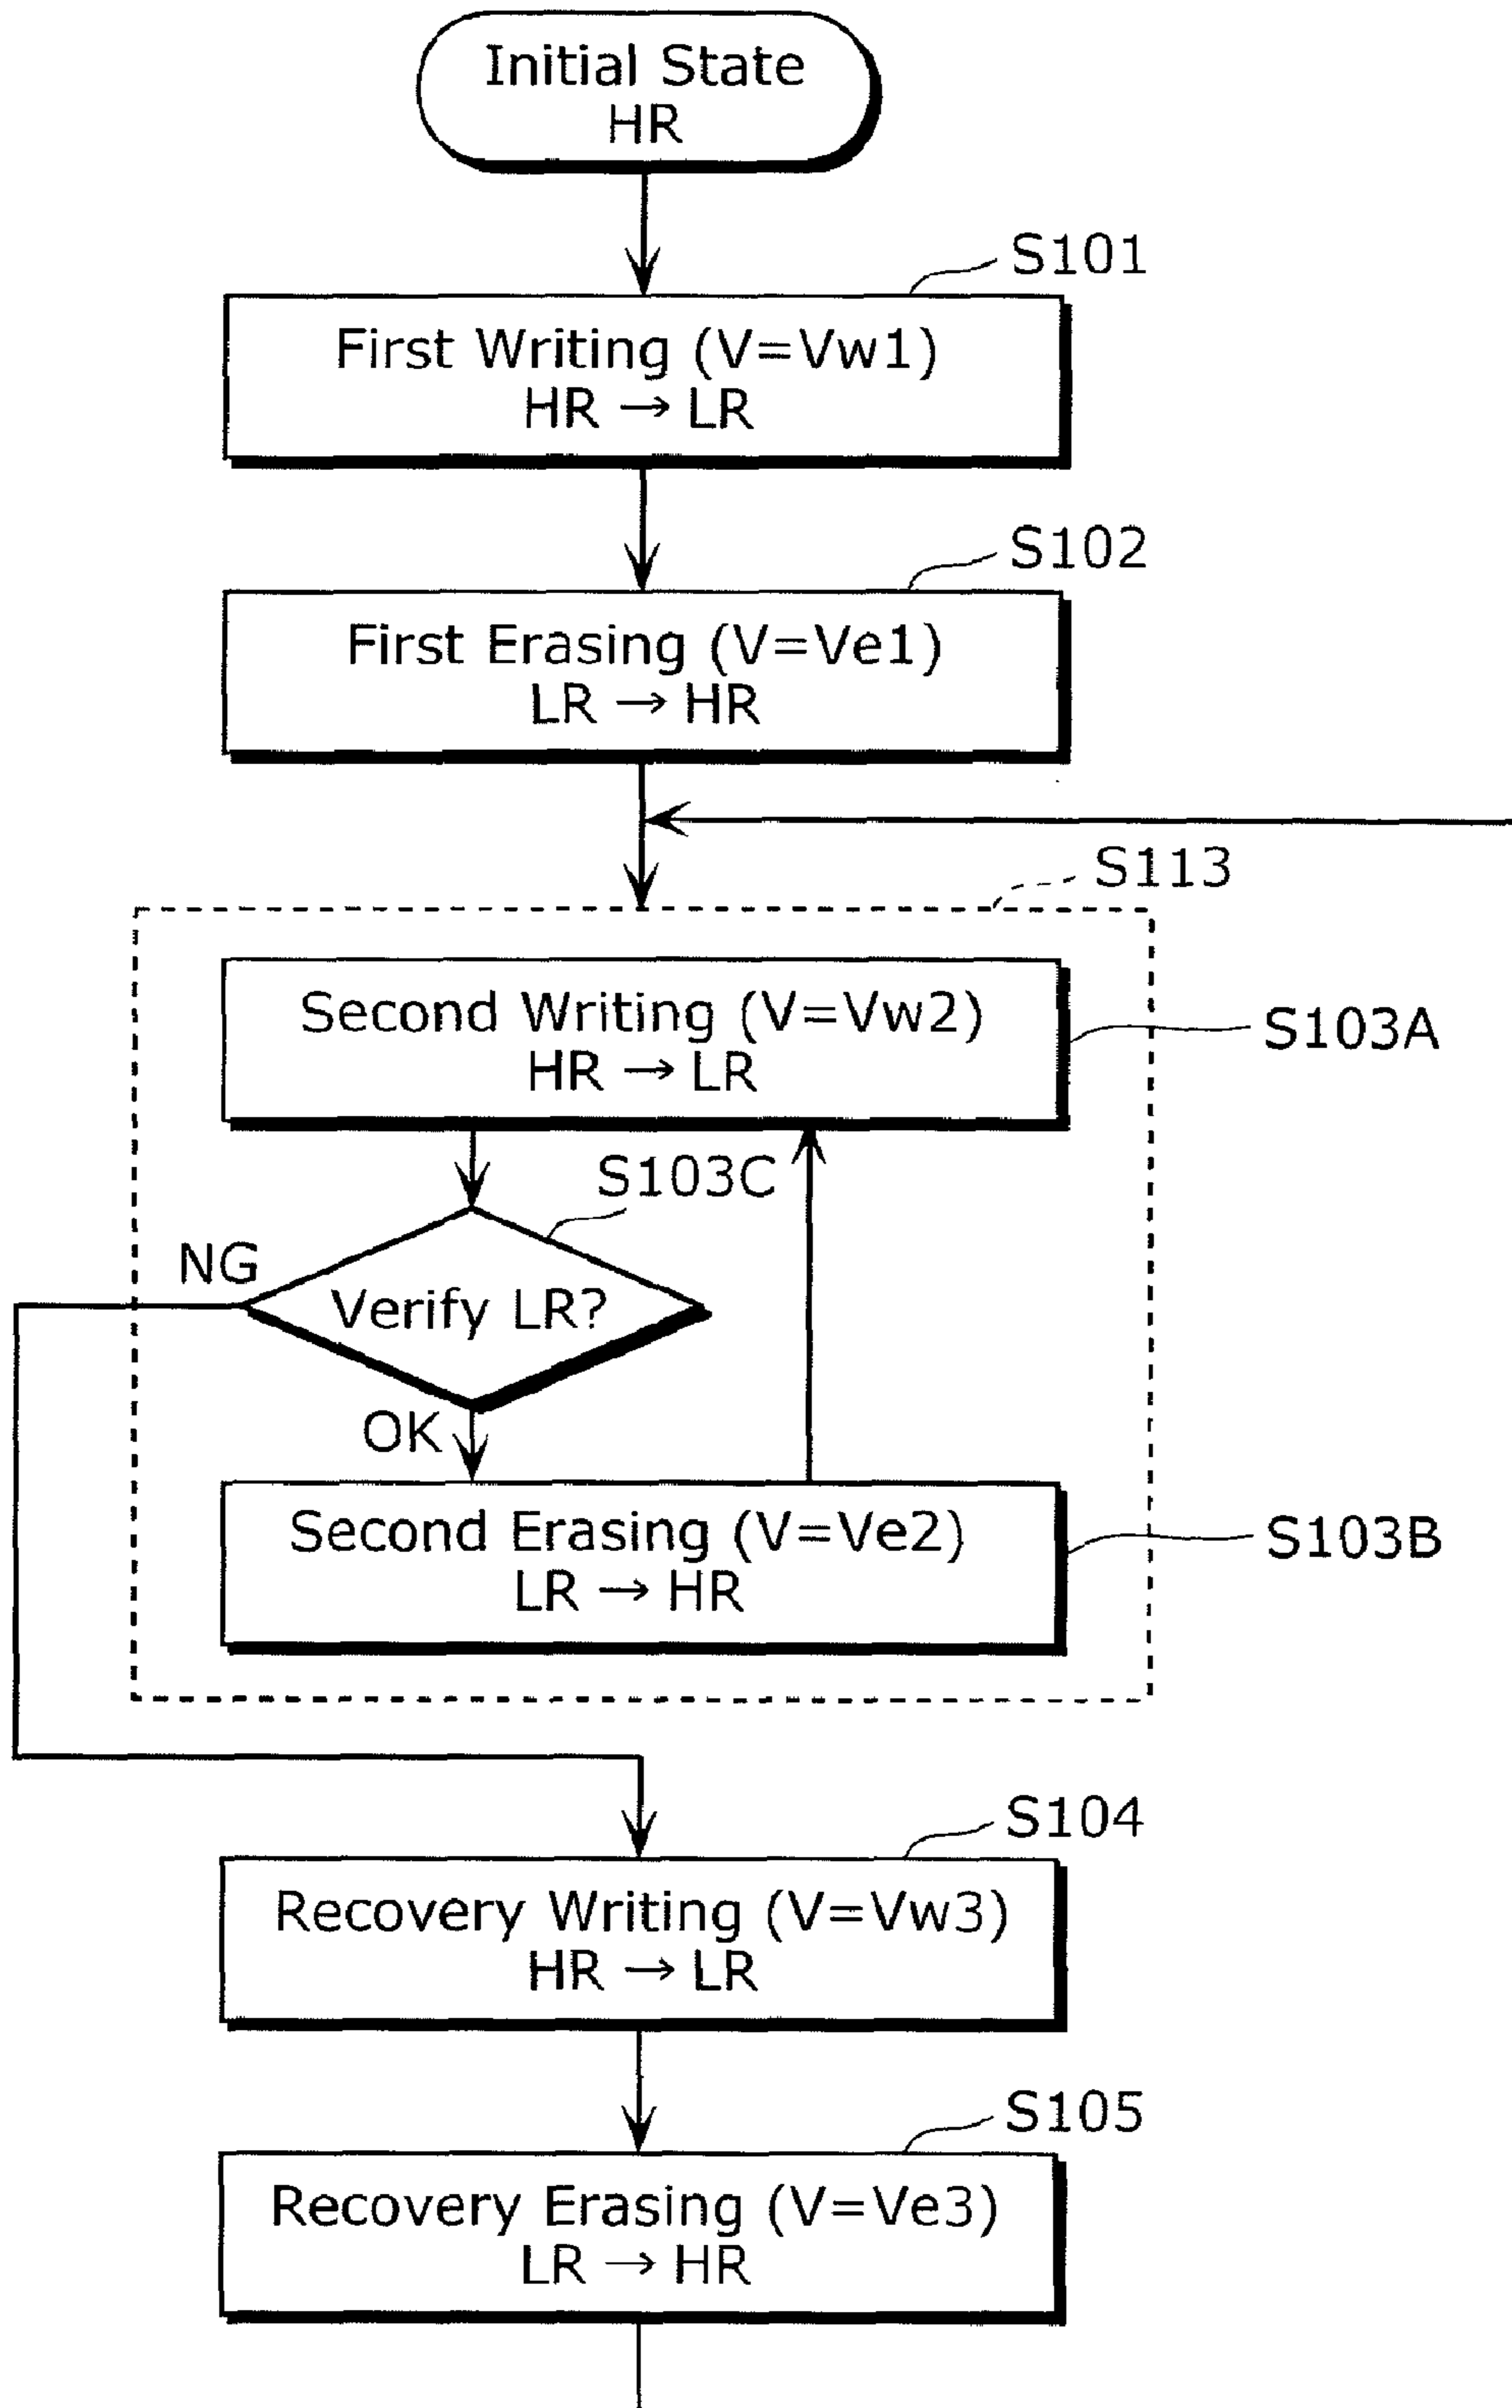 Initial State
HR
S101
First Writing (V=Vw1)
HR → LR
S102
First Erasing (V=Ve1)
LR → HR
S113
Second Writing (V=Vw2)
HR → LR
S103A
S103C
NG
Verify LR?
OK
Second Erasing (V=Ve2)
LR → HR
S103B
S104
Recovery Writing (V=Vw3)
HR → LR
S105
Recovery Erasing (V=Ve3)
LR → HR